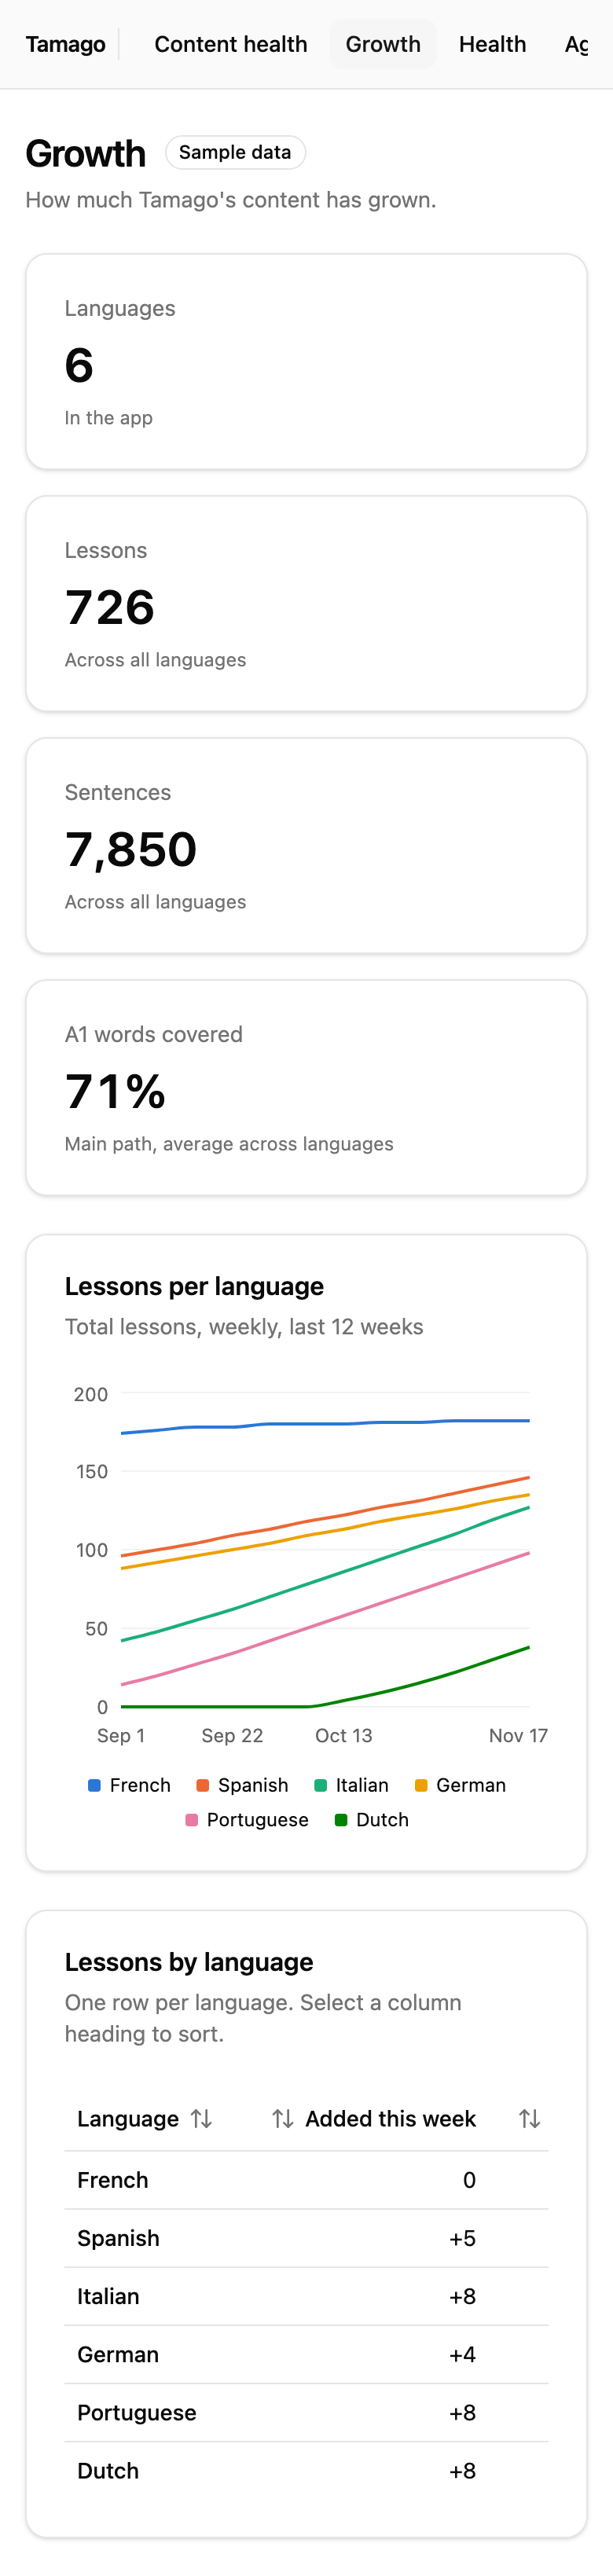 Tamago Content health Growth Health Ag
Growth Sample data
How much Tamago's content has grown.
Languages
6
In the app
Lessons
726
Across all languages
Sentences
7,850
Across all languages
A1 words covered
71%
Main path, average across languages
Lessons per language
Total lessons, weekly, last 12 weeks
200
150
100
50
0
Sep 1 Sep 22 Oct 13 Nov 17
French Spanish Italian German
Portuguese Dutch
Lessons by language
One row per language. Select a column
heading to sort.
Language Added this week
French 0
Spanish +5
Italian +8
German +4
Portuguese +8
Dutch +8